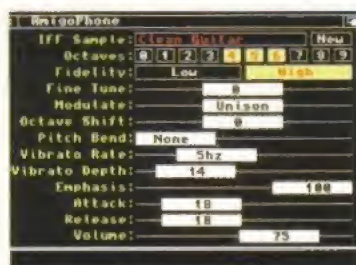 AmigoPhone
IFF Sample: Clean Guitar New
Octaves: 0 1 2 3 4 5 6 7 8 9
Fidelity: Low High
Fine Tune: 0
Modulate: Unison
Octave Shift: 0
Pitch Bend: None
Vibrato Rate: 5hz
Vibrato Depth: 14
Emphasis: 100
Attack: 18
Release: 18
Volume: 75